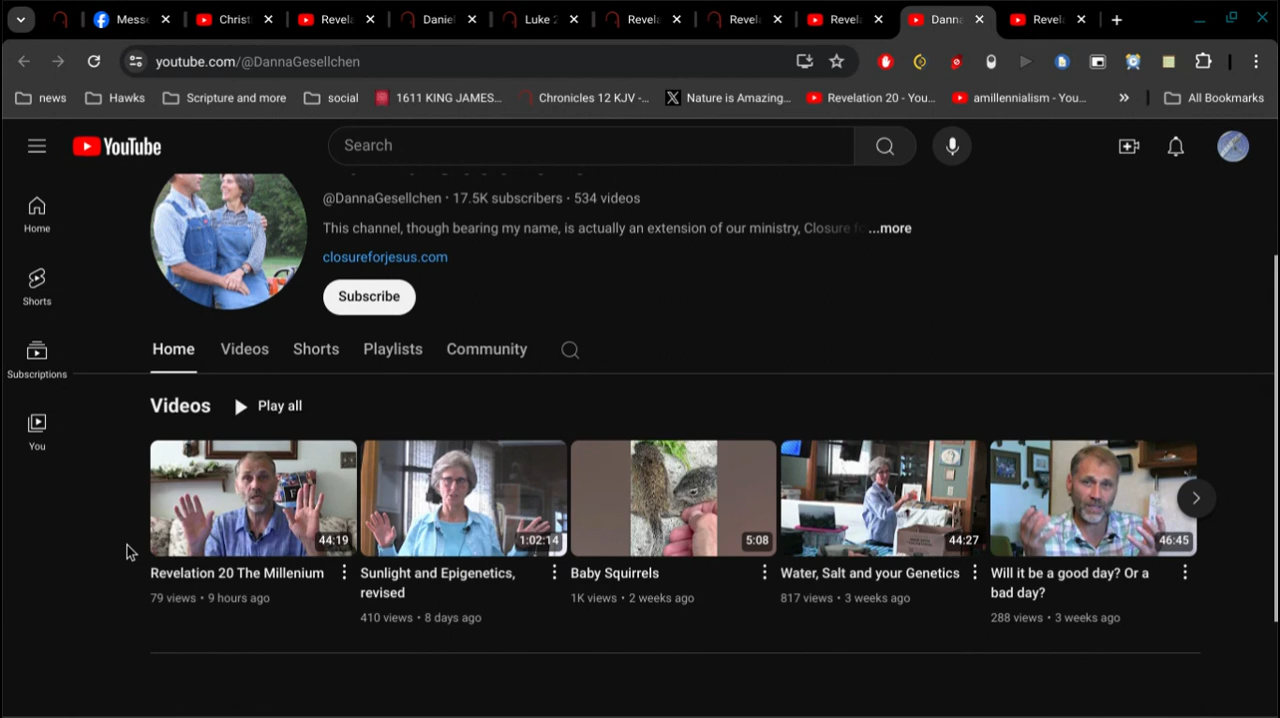 Messe
Christ
Revela
Daniel
Luke 2
Revela
Revela
Revela
Danna
Revela
youtube.com/@DannaGesellchen
news
Hawks
Scripture and more
social
1611 KING JAMES...
Chronicles 12 KJV -...
Nature is Amazing...
Revelation 20 - You...
amillennialism - You...
All Bookmarks
YouTube
Search
Home
Shorts
Subscriptions
You
@DannaGesellchen · 17.5K subscribers · 534 videos
This channel, though bearing my name, is actually an extension of our ministry, Closure fo ...more
closureforjesus.com
Subscribe
Home Videos Shorts Playlists Community
Videos Play all
44:19
Revelation 20 The Millenium
79 views • 9 hours ago
1:02:14
Sunlight and Epigenetics,
revised
410 views • 8 days ago
5:08
Baby Squirrels
1K views • 2 weeks ago
44:27
Water, Salt and your Genetics
817 views • 3 weeks ago
46:45
Will it be a good day? Or a
bad day?
288 views • 3 weeks ago